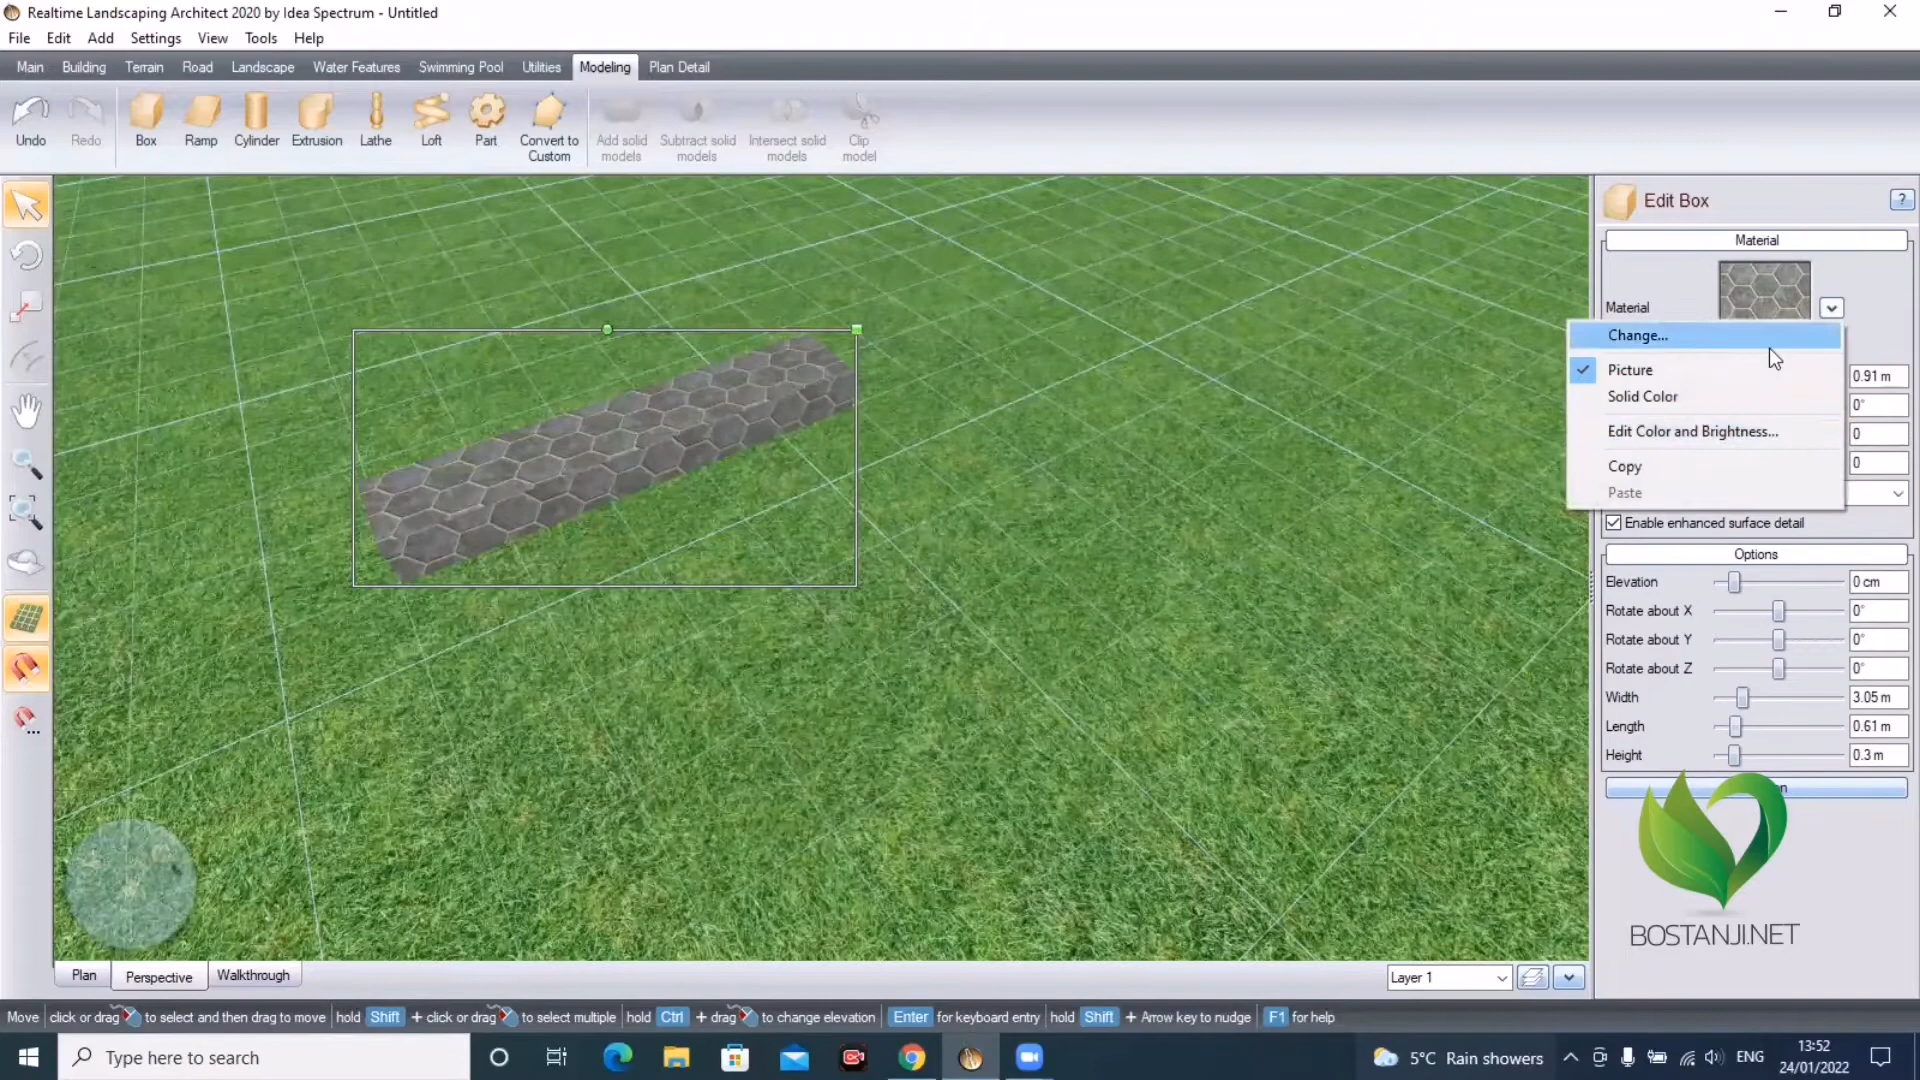 Realtime Landscaping Architect 2020 by Idea Spectrum - Untitled
File Edit Add Settings View Tools Help
Main Building Terrain Road Landscape Water Features Swimming Pool Utilities Modeling Plan Detail
Undo Redo Box Ramp Cylinder Extrusion Lathe Loft Part Convert to Custom Add solid models Subtract solid models Intersect solid models Clip model
Edit Box ?
Material
Material
Change...
Picture
0.91 m
Solid Color
0°
Edit Color and Brightness...
0
Copy
0
Paste
Enable enhanced surface detail
Options
Elevation 0 cm
Rotate about X 0°
Rotate about Y 0°
Rotate about Z 0°
Width 3.05 m
Length 0.61 m
Height 0.3 m
BOSTANJI.NET
Plan Perspective Walkthrough Layer 1
Move click or drag to select and then drag to move hold Shift + click or drag to select multiple hold Ctrl + drag to change elevation Enter for keyboard entry hold Shift + Arrow key to nudge F1 for help
Type here to search 5°C Rain showers ENG 13:52
24/01/2022